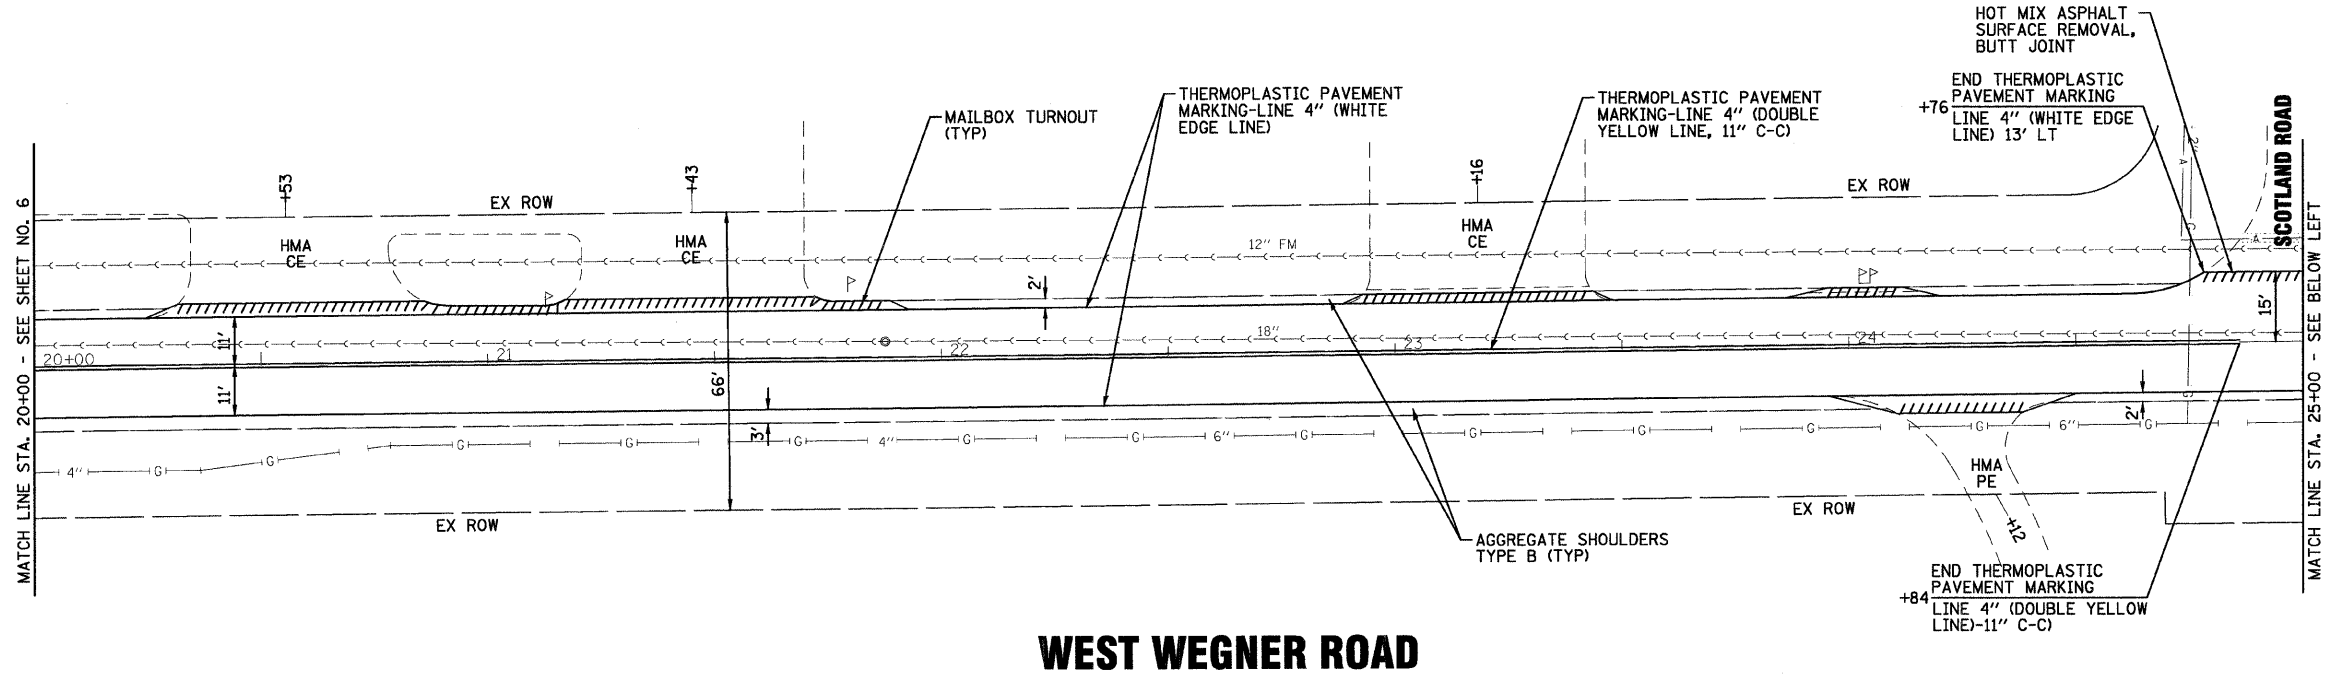 HOT MIX ASPHALT
SURFACE REMOVAL,
BUTT JOINT
END THERMOPLASTIC
PAVEMENT MARKING
+76
LINE 4" (WHITE EDGE
LINE) 13' LT
THERMOPLASTIC PAVEMENT
MARKING-LINE 4" (WHITE
EDGE LINE)
THERMOPLASTIC PAVEMENT
MARKING-LINE 4" (DOUBLE
YELLOW LINE, 11" C-C)
MAILBOX TURNOUT
(TYP)
SCOTLAND ROAD
MATCH LINE STA. 20+00 - SEE SHEET NO. 6
MATCH LINE STA. 25+00 - SEE BELOW LEFT
+53
+43
+16
EX ROW
EX ROW
HMA
CE
HMA
CE
HMA
CE
12" FM
A
G
A
2'
15'
11'
18"
20+00
21
22
23
24
11'
66'
3'
2'
G
4"
G
G
G
G
G
4"
G
G
6"
G
G
G
G
G
6"
G
HMA
PE
+12
EX ROW
EX ROW
AGGREGATE SHOULDERS
TYPE B (TYP)
END THERMOPLASTIC
PAVEMENT MARKING
+84
LINE 4" (DOUBLE YELLOW
LINE)-11" C-C)
WEST WEGNER ROAD